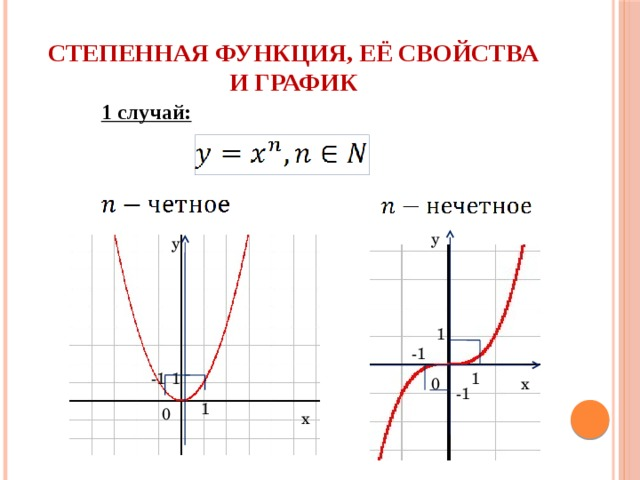 СТЕПЕННАЯ ФУНКЦИЯ, ЕЁ СВОЙСТВА
И ГРАФИК
1 случай:
y = xⁿ, n ∈ N
n − четное
n − нечетное
у
-1 1
0
1
х
у
1
-1
0
1
х
-1